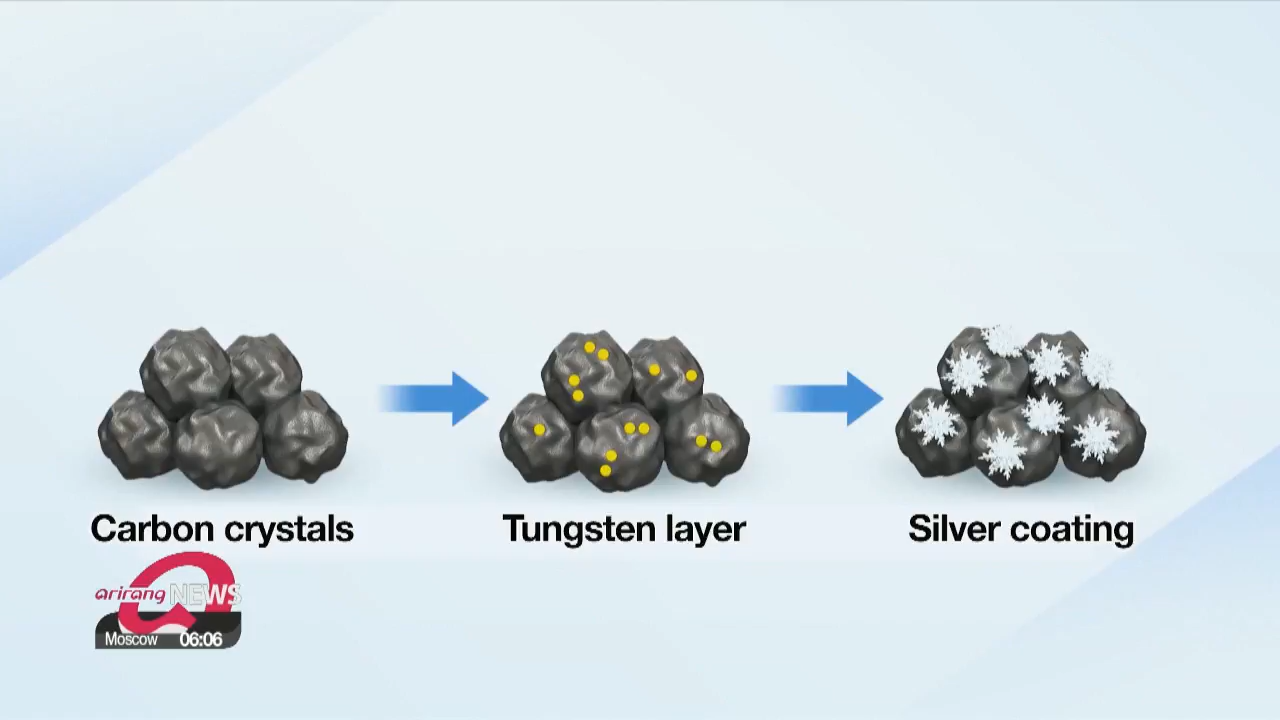 Carbon crystals
Tungsten layer
Silver coating
arirang NEWS
Moscow 06:06